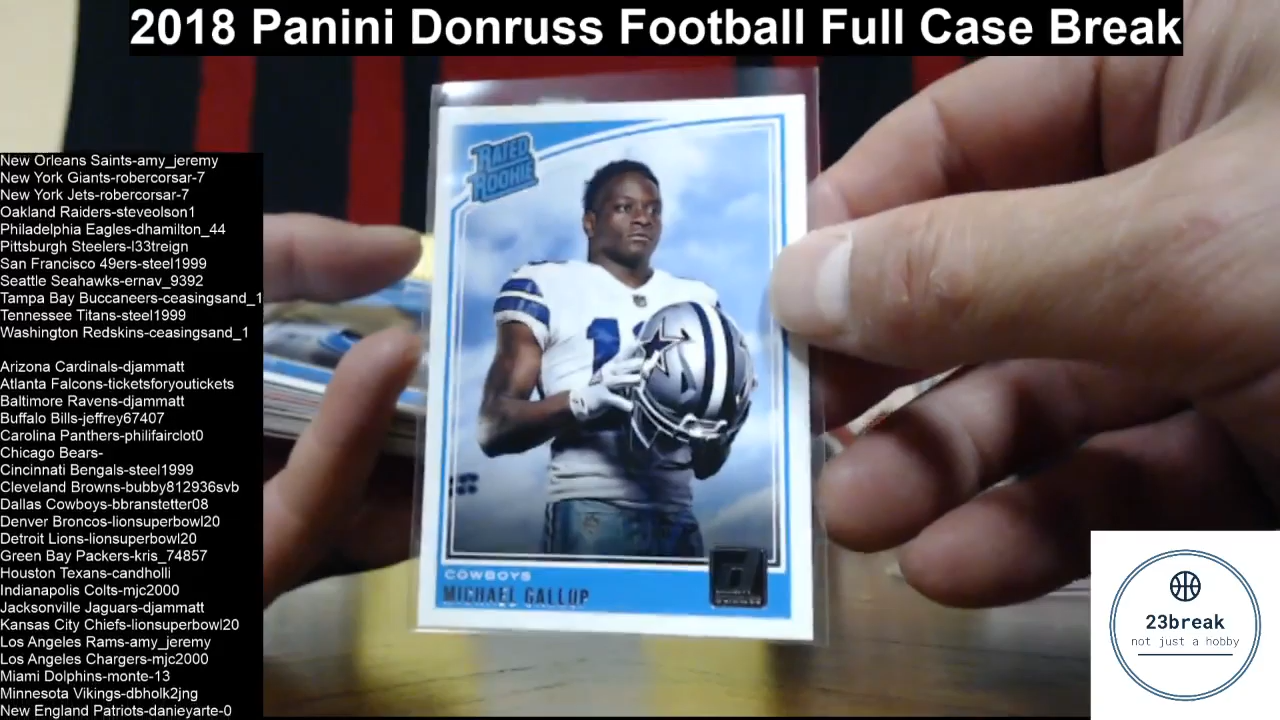 2018 Panini Donruss Football Full Case Break
New Orleans Saints-amy_jeremy
New York Giants-robercorsar-7
New York Jets-robercorsar-7
Oakland Raiders-steveolson1
Philadelphia Eagles-dhamilton_44
Pittsburgh Steelers-l33treign
San Francisco 49ers-steel1999
Seattle Seahawks-ernav_9392
Tampa Bay Buccaneers-ceasingsand_1
Tennessee Titans-steel1999
Washington Redskins-ceasingsand_1
Arizona Cardinals-djammatt
Atlanta Falcons-ticketsforyoutickets
Baltimore Ravens-djammatt
Buffalo Bills-jeffrey67407
Carolina Panthers-philifairclot0
Chicago Bears-
Cincinnati Bengals-steel1999
Cleveland Browns-bubby812936svb
Dallas Cowboys-bbranstetter08
Denver Broncos-lionsuperbowl20
Detroit Lions-lionsuperbowl20
Green Bay Packers-kris_74857
Houston Texans-candholli
Indianapolis Colts-mjc2000
Jacksonville Jaguars-djammatt
Kansas City Chiefs-lionsuperbowl20
Los Angeles Rams-amy_jeremy
Los Angeles Chargers-mjc2000
Miami Dolphins-monte-13
Minnesota Vikings-dbholk2jng
New England Patriots-danieyarte-0
RATED
ROOKIE
COWBOYS
MICHAEL GALLUP
23break
not just a hobby